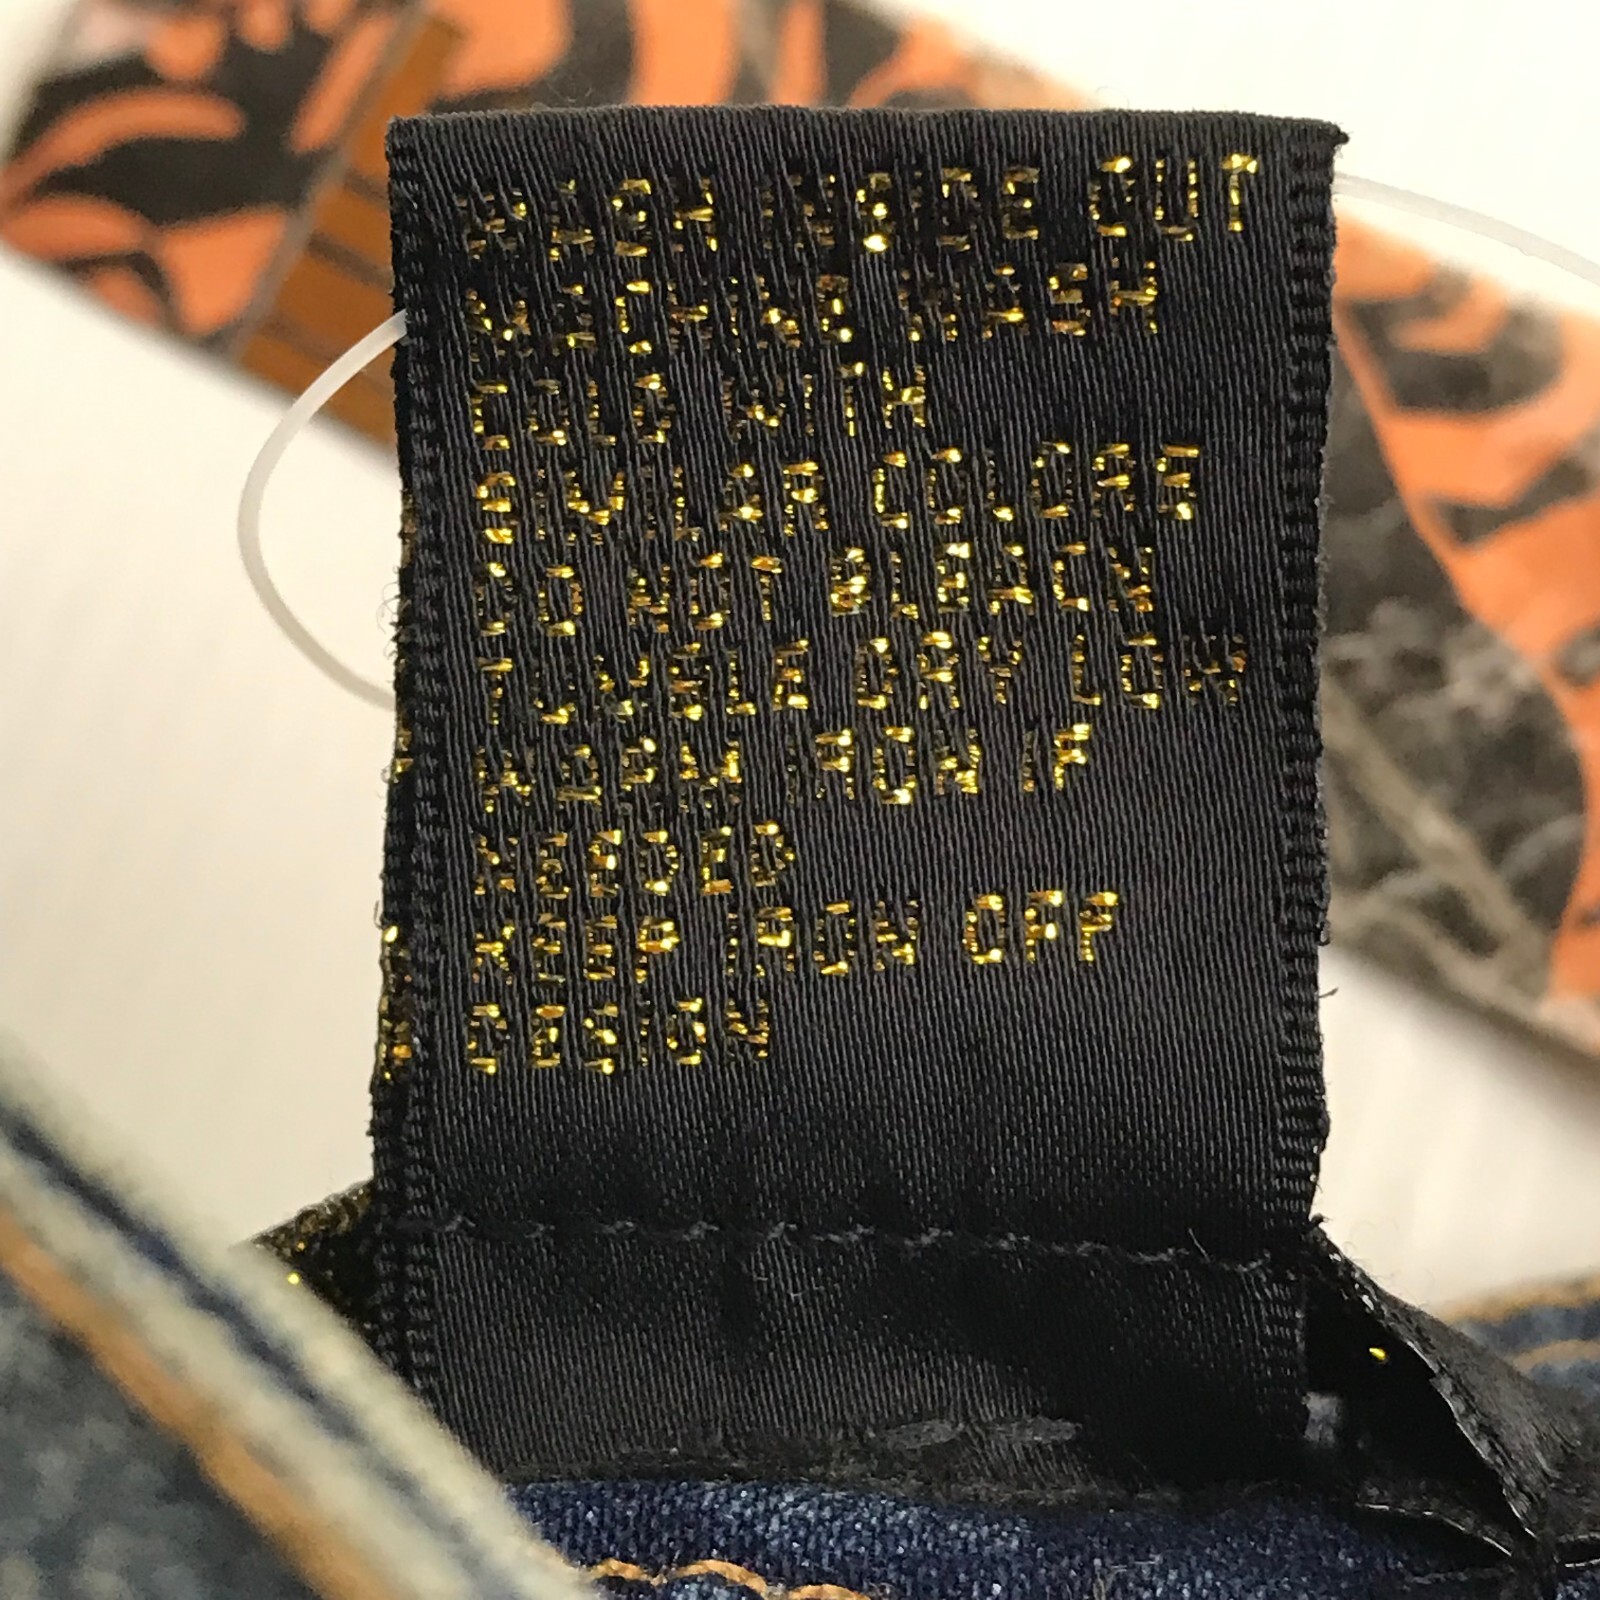 WASH INSIDE OUT
MACHINE WASH
COLD WITH
SIMILAR COLORS
DO NOT BLEACH
TUMBLE DRY LOW
WARM IRON IF
NEEDED
KEEP IRON OFF
DESIGN